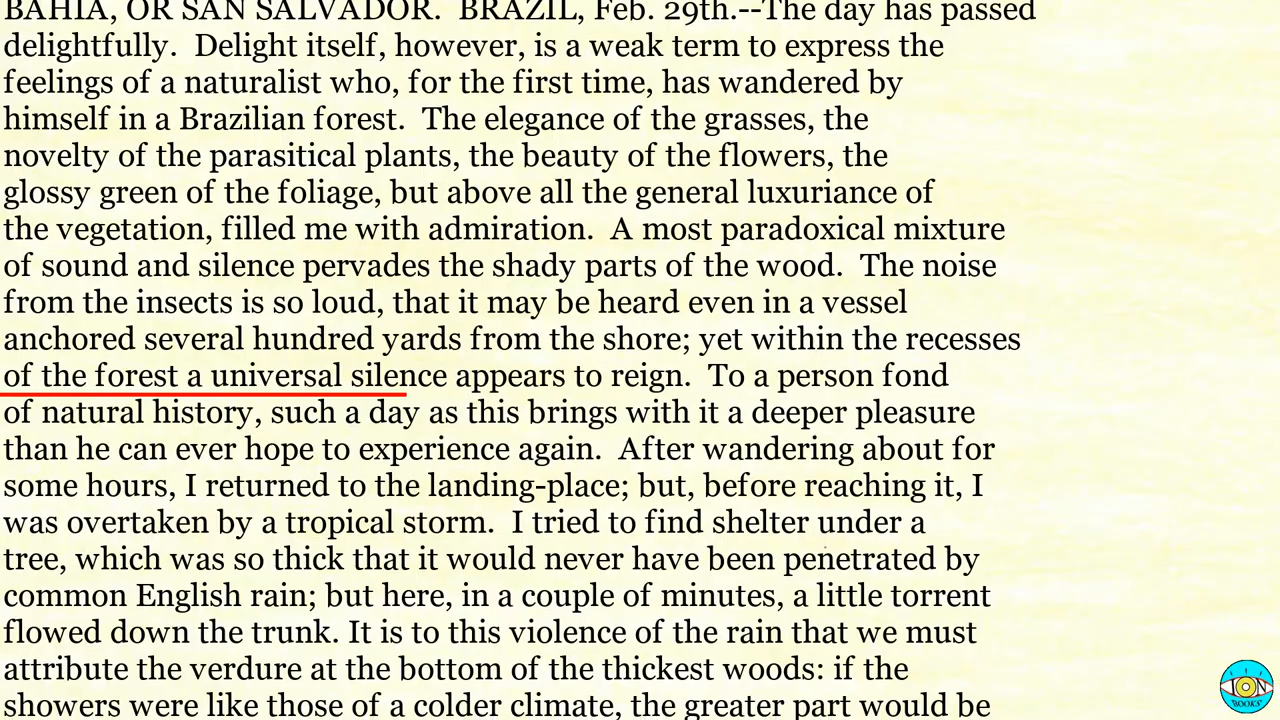 BAHIA, OR SAN SALVADOR.  BRAZIL, Feb. 29th.--The day has passed
delightfully.  Delight itself, however, is a weak term to express the
feelings of a naturalist who, for the first time, has wandered by
himself in a Brazilian forest.  The elegance of the grasses, the
novelty of the parasitical plants, the beauty of the flowers, the
glossy green of the foliage, but above all the general luxuriance of
the vegetation, filled me with admiration.  A most paradoxical mixture
of sound and silence pervades the shady parts of the wood.  The noise
from the insects is so loud, that it may be heard even in a vessel
anchored several hundred yards from the shore; yet within the recesses
of the forest a universal silence appears to reign.  To a person fond
of natural history, such a day as this brings with it a deeper pleasure
than he can ever hope to experience again.  After wandering about for
some hours, I returned to the landing-place; but, before reaching it, I
was overtaken by a tropical storm.  I tried to find shelter under a
tree, which was so thick that it would never have been penetrated by
common English rain; but here, in a couple of minutes, a little torrent
flowed down the trunk. It is to this violence of the rain that we must
attribute the verdure at the bottom of the thickest woods: if the
showers were like those of a colder climate, the greater part would be
ION
BOOKS